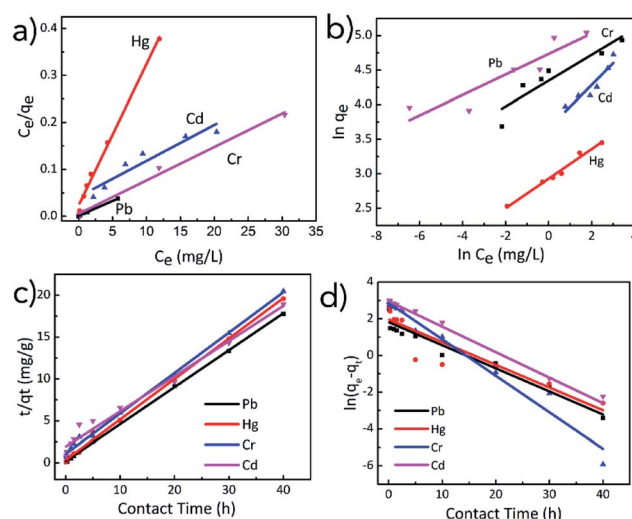 a)
Hg
Cd
Cr
Pb
0.4
0.3
0.2
0.1
0.0
0 5 10 15 20 25 30 35
Ce/qe
Ce (mg/L)
b)
Cr
Pb
Cd
Hg
5.0
4.5
4.0
3.5
3.0
2.5
2.0
-8 -6 -4 -2 0 2 4
ln qe
ln Ce (mg/L)
c)
20
15
10
5
0
0 10 20 30 40
t/qt (mg/g)
Pb
Hg
Cr
Cd
Contact Time (h)
d)
4
2
0
-2
-4
-6
0 10 20 30 40
ln(qe-qt)
Pb
Hg
Cr
Cd
Contact Time (h)